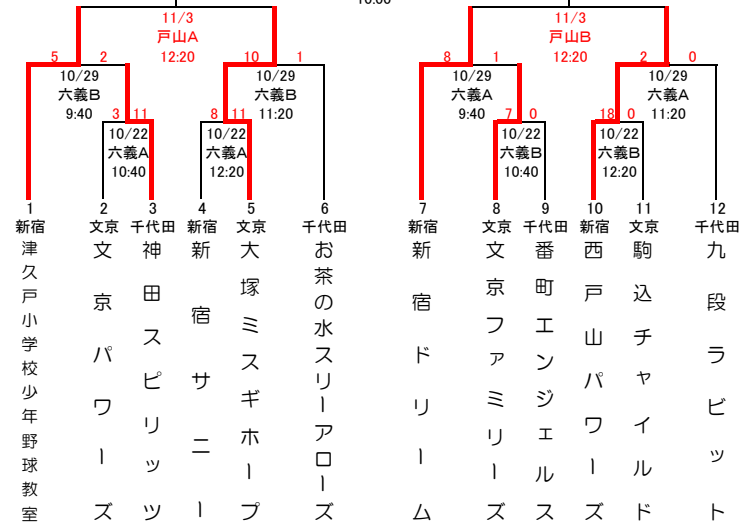 11/3
戸山A
12:20
11/3
戸山B
12:20
5 2 10 1 8 1 2 0
10/29
六義B
9:40
10/29
六義B
11:20
10/29
六義A
9:40
10/29
六義A
11:20
3 11 8 11 7 0 18 0
10/22
六義A
10:40
10/22
六義A
12:20
10/22
六義B
10:40
10/22
六義B
12:20
1 2 3 4 5 6 7 8 9 10 11 12
新宿 文京 千代田 新宿 文京 千代田 新宿 文京 千代田 新宿 文京 千代田
津久戸小学校少年野球教室
文京パワーズ
神田スピリッツ
新宿サニー
大塚ミスギホープ
お茶の水スリーアローズ
新宿ドリーム
文京ファミリーズ
番町エンジェルス
西戸山パワーズ
駒込チャイルド
九段ラビット